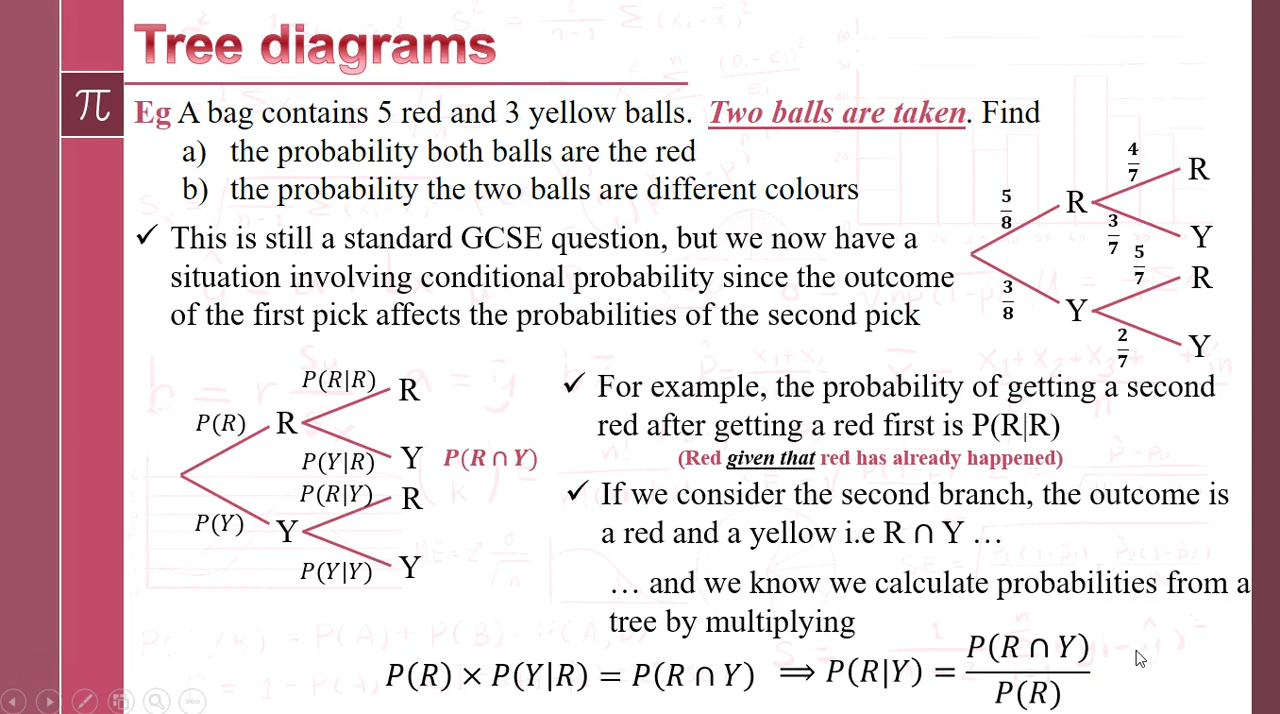 Tree diagrams
π
Eg A bag contains 5 red and 3 yellow balls. Two balls are taken. Find
a) the probability both balls are the red
b) the probability the two balls are different colours
✓ This is still a standard GCSE question, but we now have a
situation involving conditional probability since the outcome
of the first pick affects the probabilities of the second pick
5/8 R 4/7 R
3/7 Y
3/8 Y 5/7 R
2/7 Y
P(R) R P(R|R) R
P(Y|R) Y P(R ∩ Y)
P(Y) Y P(R|Y) R
P(Y|Y) Y
✓ For example, the probability of getting a second
red after getting a red first is P(R|R)
(Red given that red has already happened)
✓ If we consider the second branch, the outcome is
a red and a yellow i.e R ∩ Y …
… and we know we calculate probabilities from a
tree by multiplying
P(R) × P(Y|R) = P(R ∩ Y) ⟹ P(R|Y) = P(R ∩ Y) / P(R)